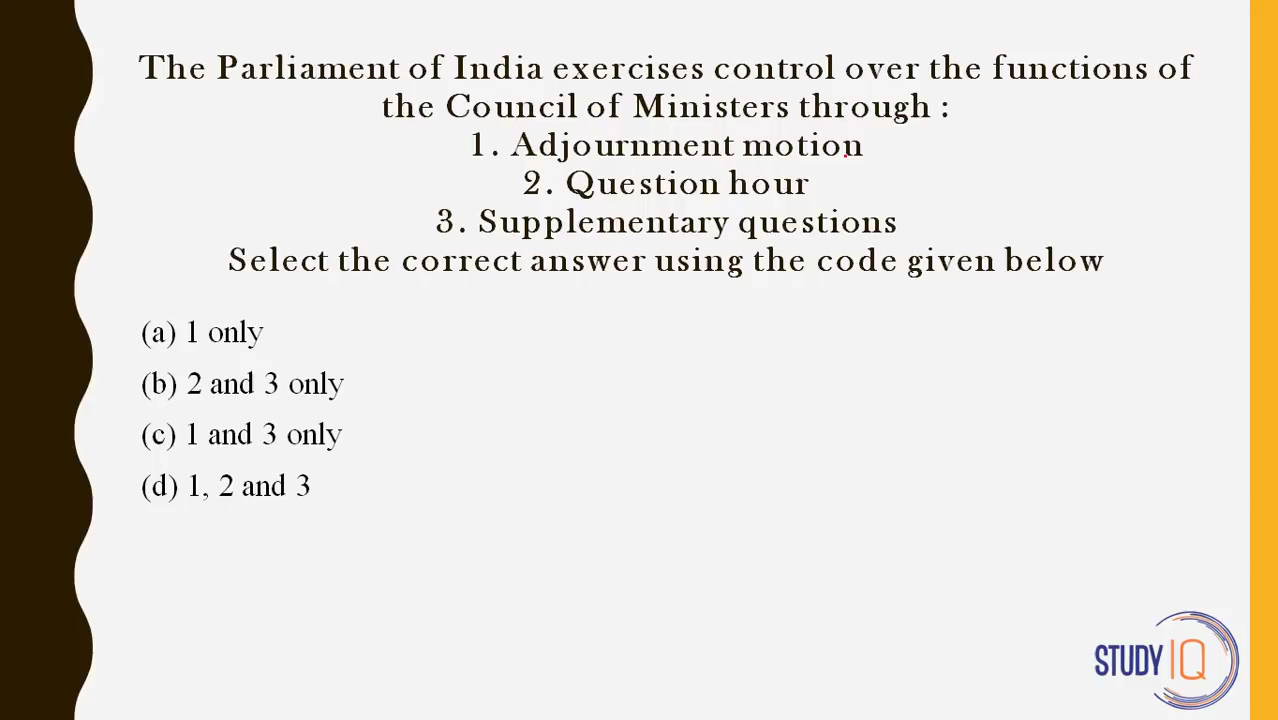 The Parliament of India exercises control over the functions of
the Council of Ministers through :
1. Adjournment motion
2. Question hour
3. Supplementary questions
Select the correct answer using the code given below
(a) 1 only
(b) 2 and 3 only
(c) 1 and 3 only
(d) 1, 2 and 3
STUDY IQ